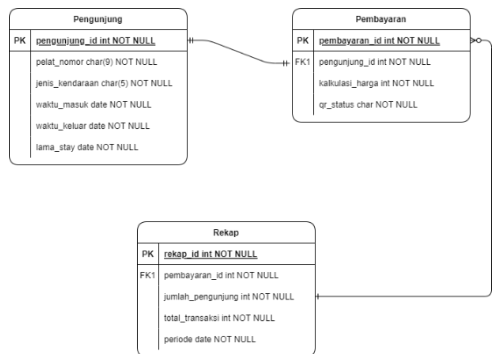 Pengunjung
PK pengunjung_id int NOT NULL
pelat_nomor char(9) NOT NULL
jenis_kendaraan char(5) NOT NULL
waktu_masuk date NOT NULL
waktu_keluar date NOT NULL
lama_stay date NOT NULL
Pembayaran
PK pembayaran_id int NOT NULL
FK1 pengunjung_id int NOT NULL
kalkulasi_harga int NOT NULL
qr_status char NOT NULL
Rekap
PK rekap_id int NOT NULL
FK1 pembayaran_id int NOT NULL
jumlah_pengunjung int NOT NULL
total_transaksi int NOT NULL
periode date NOT NULL